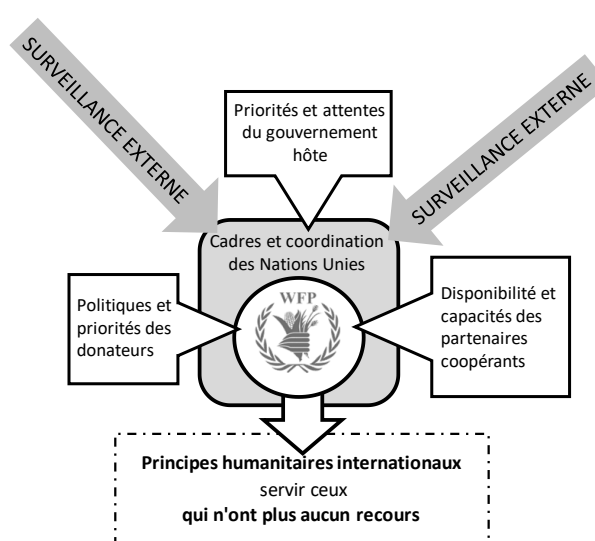 SURVEILLANCE EXTERNE
SURVEILLANCE EXTERNE
Priorités et attentes
du gouvernement
hôte
Cadres et coordination
des Nations Unies
WFP
Politiques et
priorités des
donateurs
Disponibilité et
capacités des
partenaires
coopérants
Principes humanitaires internationaux
servir ceux
qui n'ont plus aucun recours